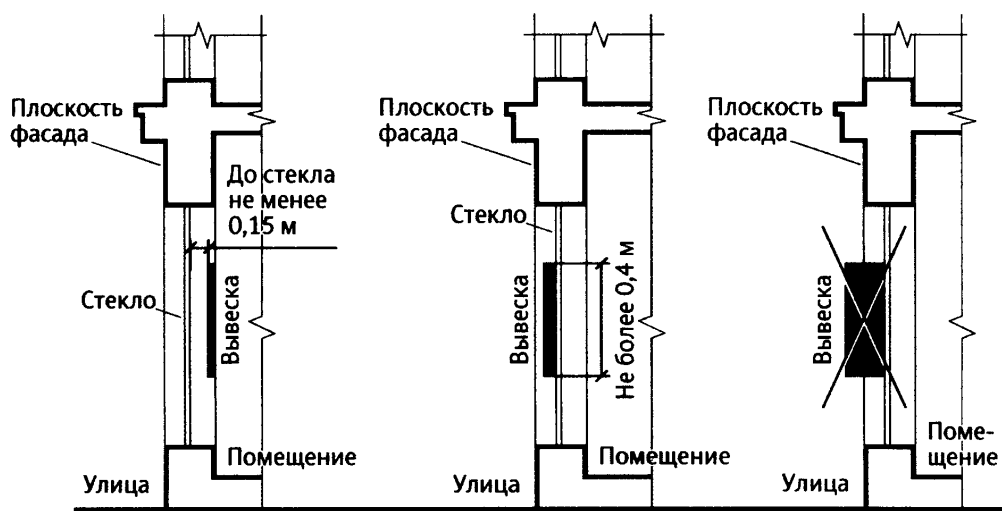 Плоскость
фасада
До стекла
не менее
0,15 м
Стекло
Вывеска
Помещение
Улица
Плоскость
фасада
Стекло
Вывеска
Не более 0,4 м
Помещение
Улица
Плоскость
фасада
Вывеска
Поме-
щение
Улица